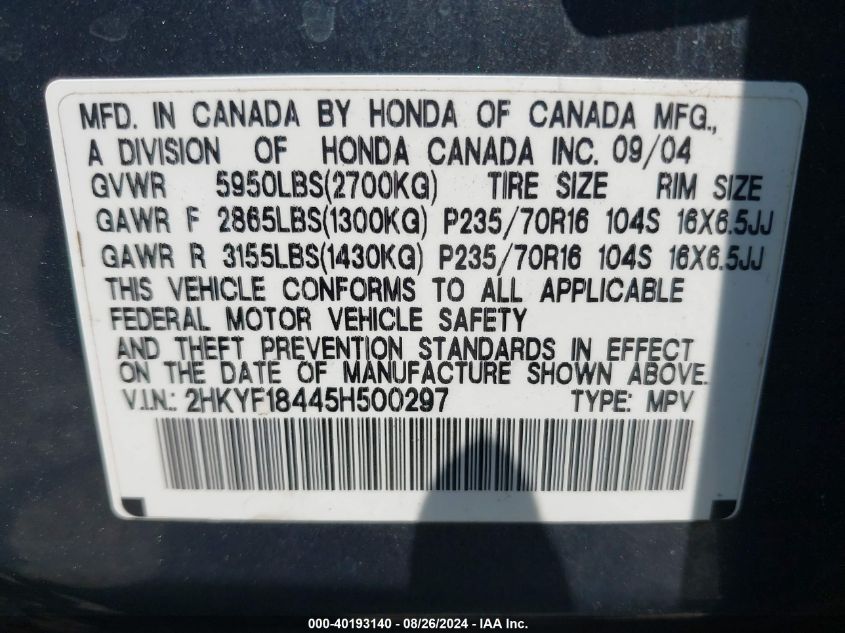 MFD. IN CANADA BY HONDA OF CANADA MFG.,
A DIVISION OF HONDA CANADA INC. 09/04
GVWR 5950LBS(2700KG) TIRE SIZE RIM SIZE
GAWR F 2865LBS(1300KG) P235/70R16 104S 16X6.5JJ
GAWR R 3155LBS(1430KG) P235/70R16 104S 16X6.5JJ
THIS VEHICLE CONFORMS TO ALL APPLICABLE
FEDERAL MOTOR VEHICLE SAFETY
AND THEFT PREVENTION STANDARDS IN EFFECT
ON THE DATE OF MANUFACTURE SHOWN ABOVE.
V.I.N.: 2HKYF18445H500297 TYPE: MPV
000-40193140 - 08/26/2024 - IAA Inc.